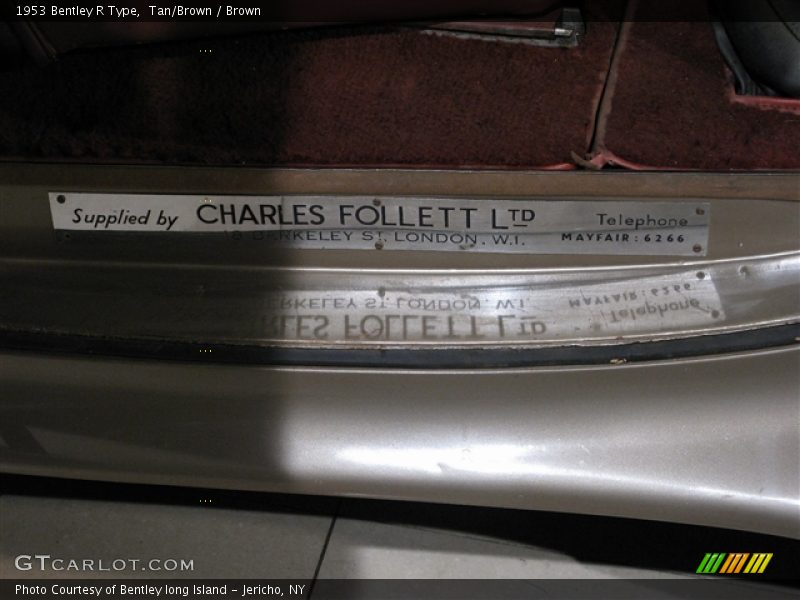 1953 Bentley R Type, Tan/Brown / Brown
Supplied by CHARLES FOLLETT LTD Telephone
18, BERKELEY ST. LONDON. W.1. MAYFAIR: 6266
GTCARLOT.COM
Photo Courtesy of Bentley long Island - Jericho, NY